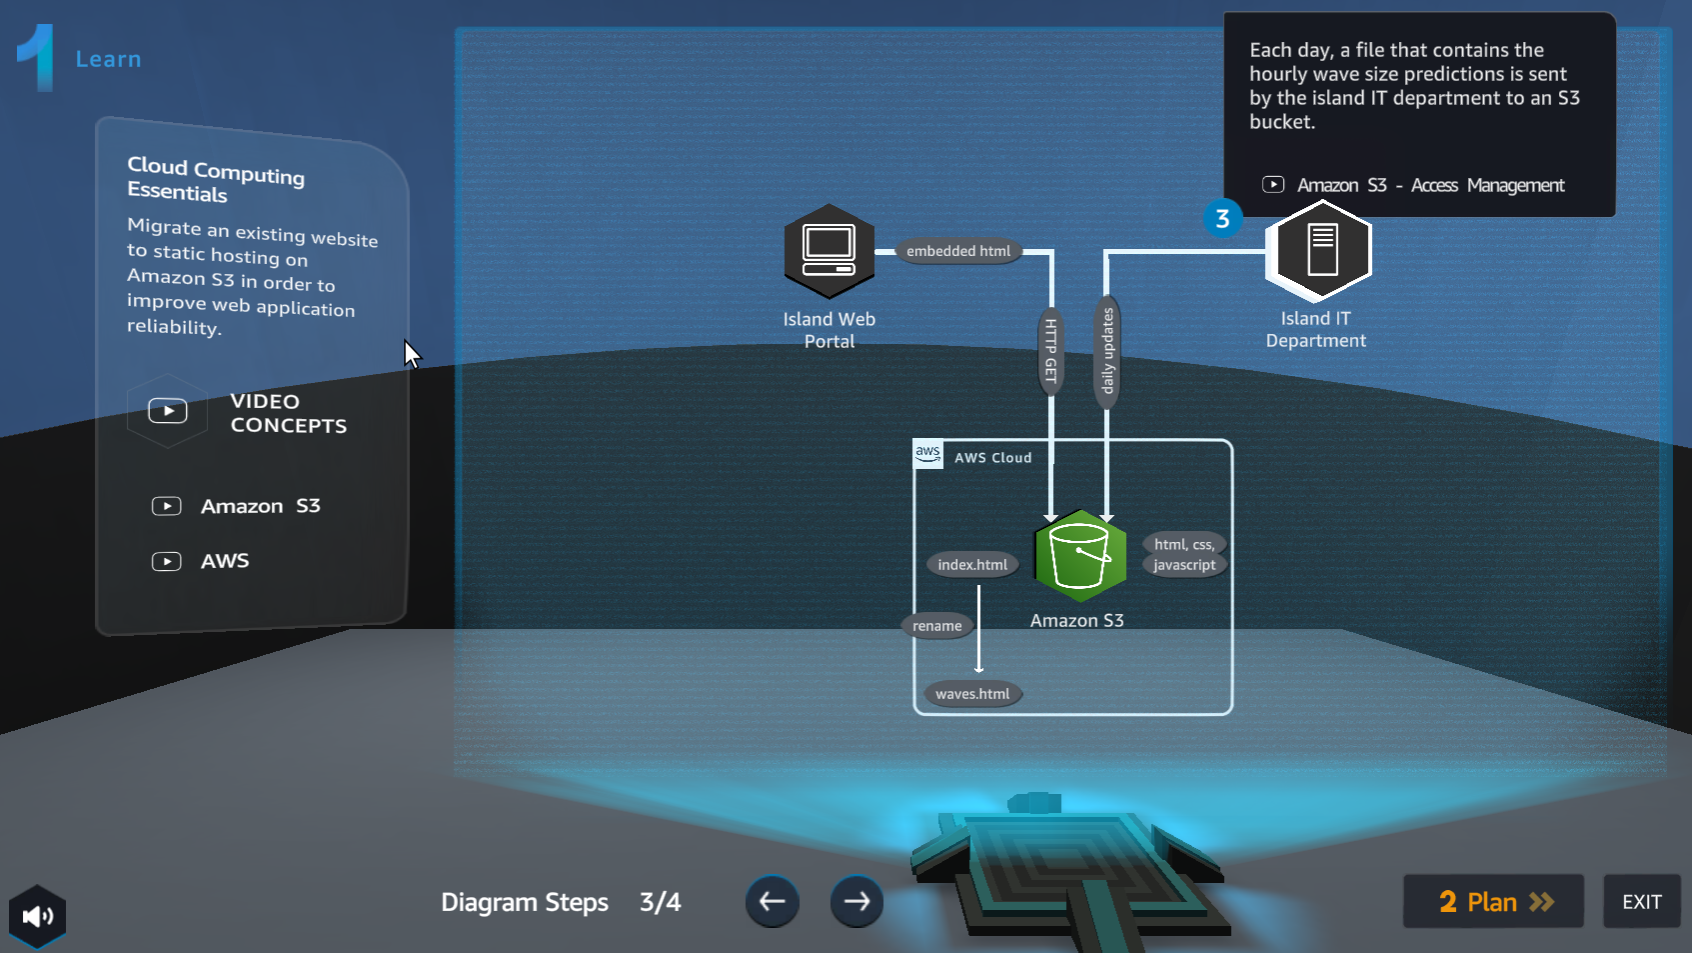 1 Learn
Cloud Computing
Essentials
Migrate an existing website
to static hosting on
Amazon S3 in order to
improve web application
reliability.
VIDEO
CONCEPTS
Amazon S3
AWS
Each day, a file that contains the
hourly wave size predictions is sent
by the island IT department to an S3
bucket.
Amazon S3 - Access Management
3
embedded html
Island Web
Portal
HTTP GET
daily updates
Island IT
Department
aws
AWS Cloud
index.html
html, css,
javascript
Amazon S3
rename
waves.html
Diagram Steps 3/4
2 Plan
EXIT